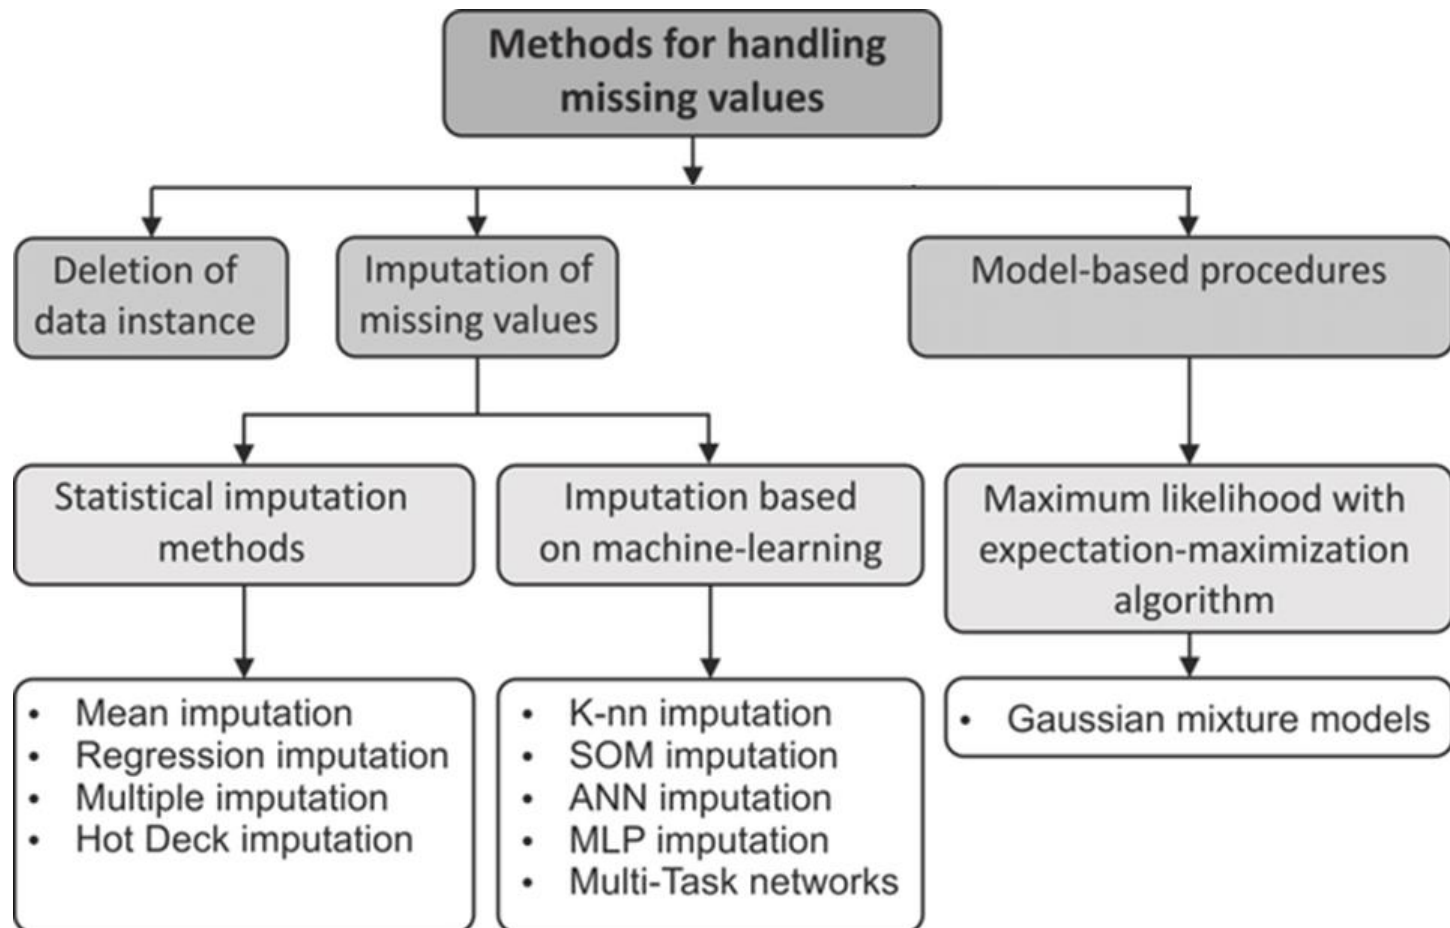 Methods for handling
missing values
Deletion of
data instance
Imputation of
missing values
Model-based procedures
Statistical imputation
methods
Imputation based
on machine-learning
Maximum likelihood with
expectation-maximization
algorithm
• Mean imputation
• Regression imputation
• Multiple imputation
• Hot Deck imputation
• K-nn imputation
• SOM imputation
• ANN imputation
• MLP imputation
• Multi-Task networks
• Gaussian mixture models